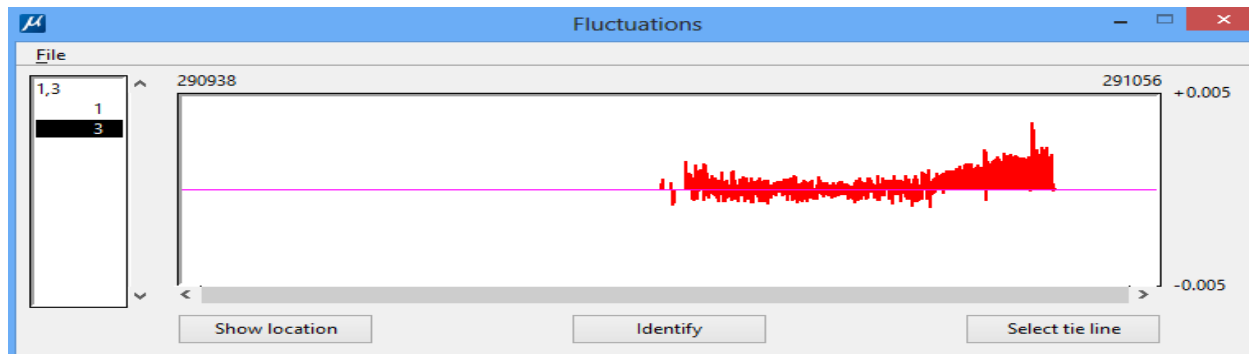 μ
Fluctuations
File
1,3
1
3
290938
291056
+0.005
-0.005
Show location
Identify
Select tie line